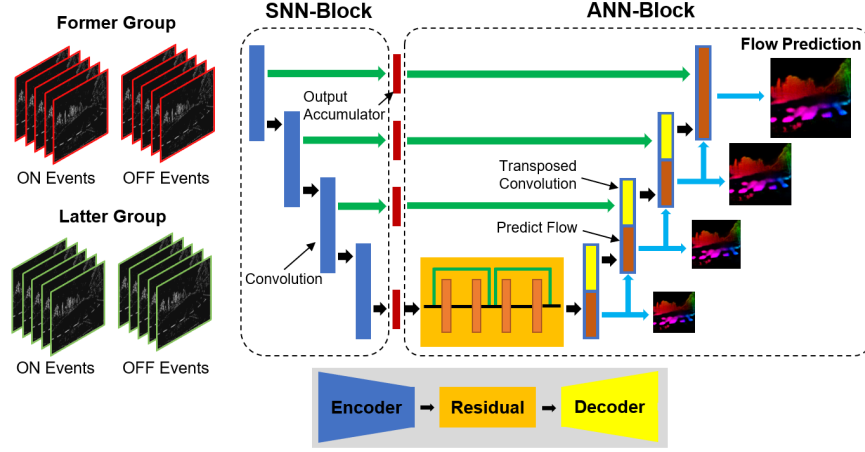 Former Group
ON Events
OFF Events
Latter Group
ON Events
OFF Events
SNN-Block
ANN-Block
Output
Accumulator
Convolution
Transposed
Convolution
Predict Flow
Flow Prediction
Encoder
Residual
Decoder